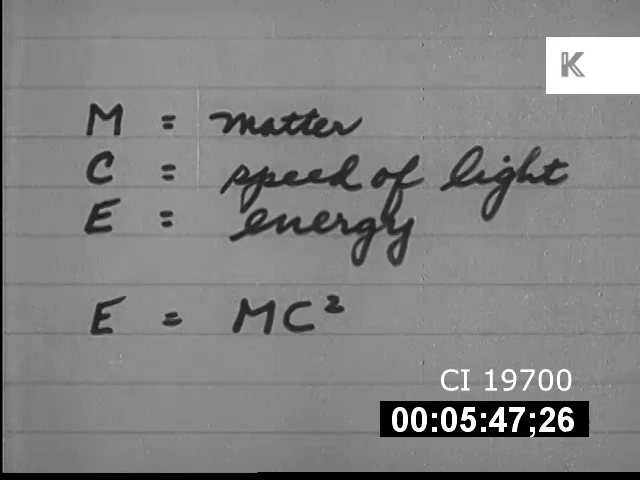 K
M = matter
C = speed of light
E = energy
E = MC²
CI 19700
00:05:47;26